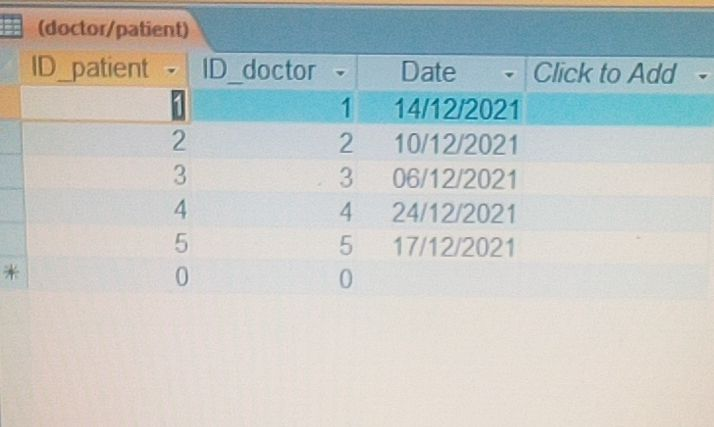 (doctor/patient)
ID_patient ID_doctor Date Click to Add
1 1 14/12/2021
2 2 10/12/2021
3 3 06/12/2021
4 4 24/12/2021
5 5 17/12/2021
* 0 0